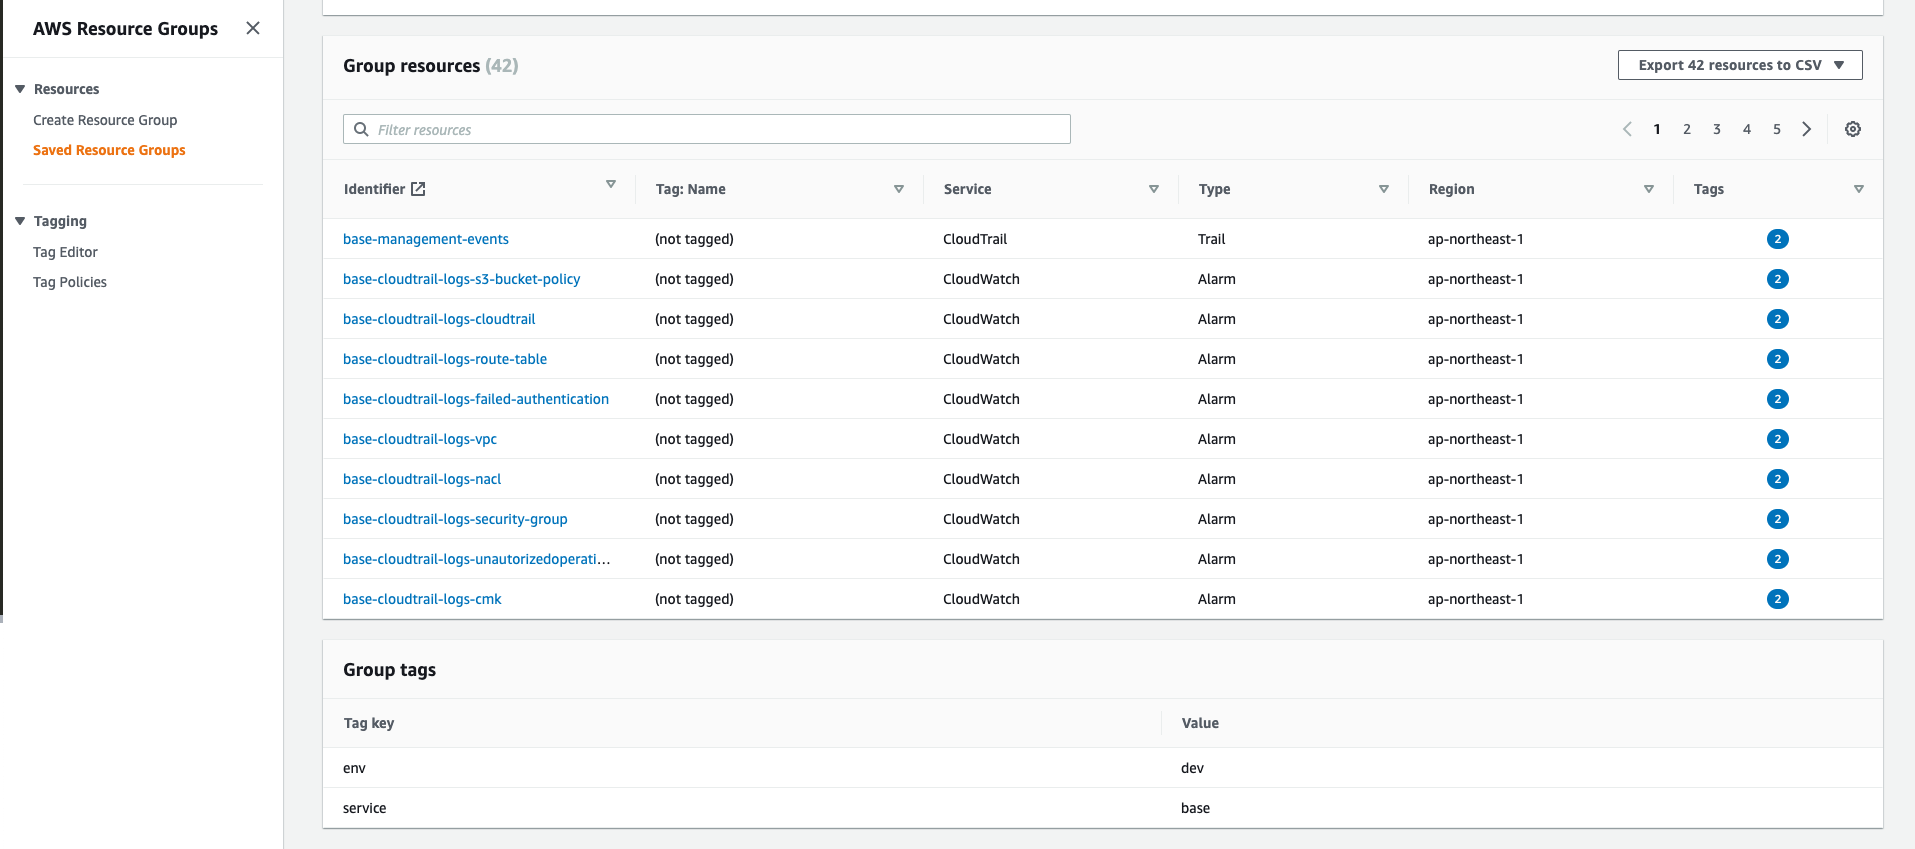 AWS Resource Groups
Resources
Create Resource Group
Saved Resource Groups
Tagging
Tag Editor
Tag Policies
Group resources (42)
Export 42 resources to CSV
Filter resources
1 2 3 4 5
Identifier Tag: Name Service Type Region Tags
base-management-events (not tagged) CloudTrail Trail ap-northeast-1 2
base-cloudtrail-logs-s3-bucket-policy (not tagged) CloudWatch Alarm ap-northeast-1 2
base-cloudtrail-logs-cloudtrail (not tagged) CloudWatch Alarm ap-northeast-1 2
base-cloudtrail-logs-route-table (not tagged) CloudWatch Alarm ap-northeast-1 2
base-cloudtrail-logs-failed-authentication (not tagged) CloudWatch Alarm ap-northeast-1 2
base-cloudtrail-logs-vpc (not tagged) CloudWatch Alarm ap-northeast-1 2
base-cloudtrail-logs-nacl (not tagged) CloudWatch Alarm ap-northeast-1 2
base-cloudtrail-logs-security-group (not tagged) CloudWatch Alarm ap-northeast-1 2
base-cloudtrail-logs-unautorizedoperati... (not tagged) CloudWatch Alarm ap-northeast-1 2
base-cloudtrail-logs-cmk (not tagged) CloudWatch Alarm ap-northeast-1 2
Group tags
Tag key Value
env dev
service base